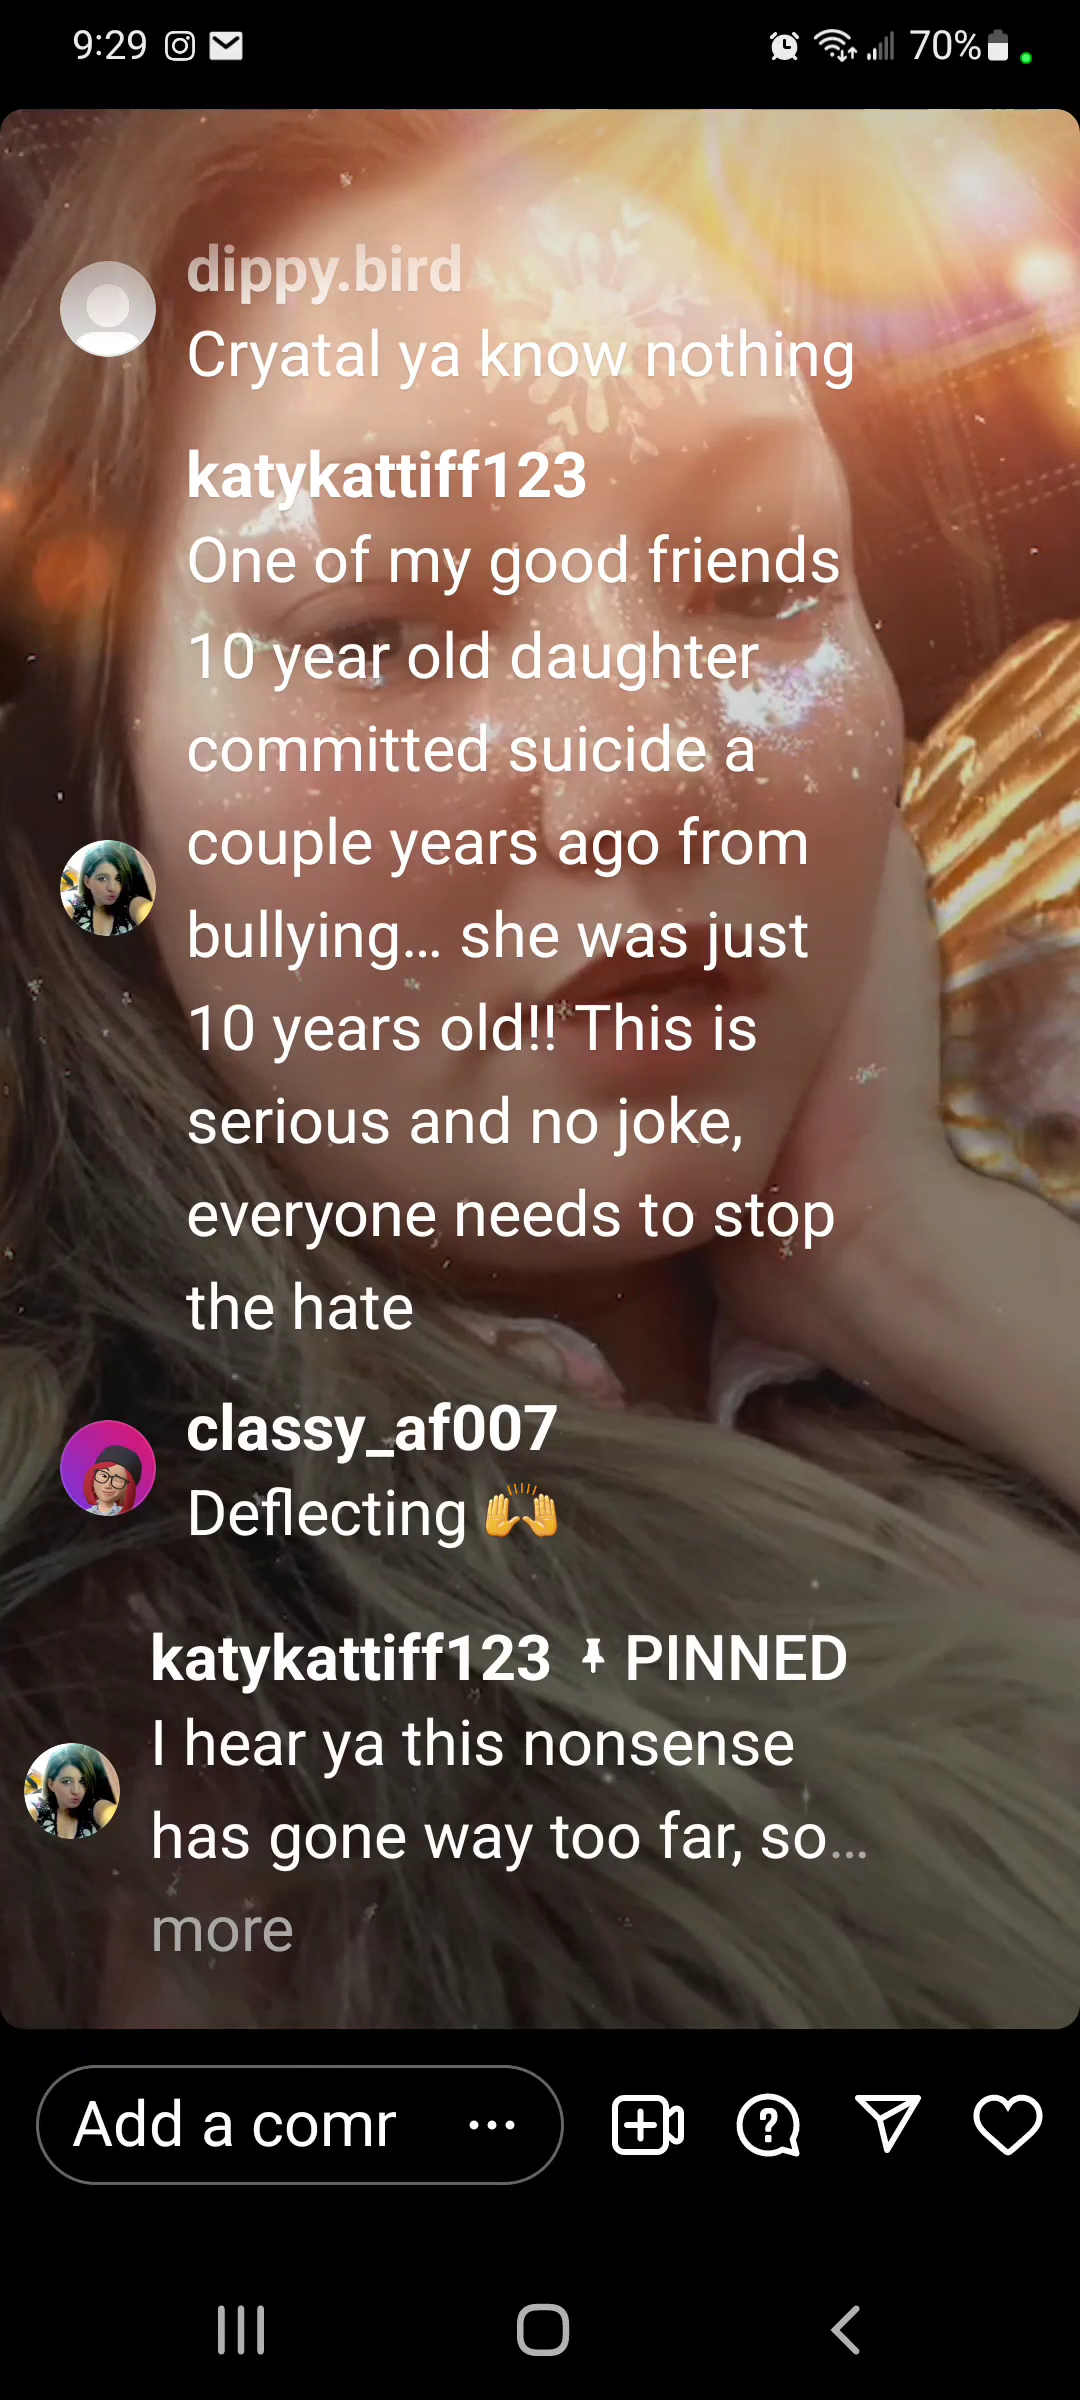 9:29 70%
dippy.bird
Cryatal ya know nothing
katykattiff123
One of my good friends
10 year old daughter
committed suicide a
couple years ago from
bullying... she was just
10 years old!! This is
serious and no joke,
everyone needs to stop
the hate
classy_af007
Deflecting 🙌
katykattiff123 PINNED
I hear ya this nonsense
has gone way too far, so...
more
Add a comr ...